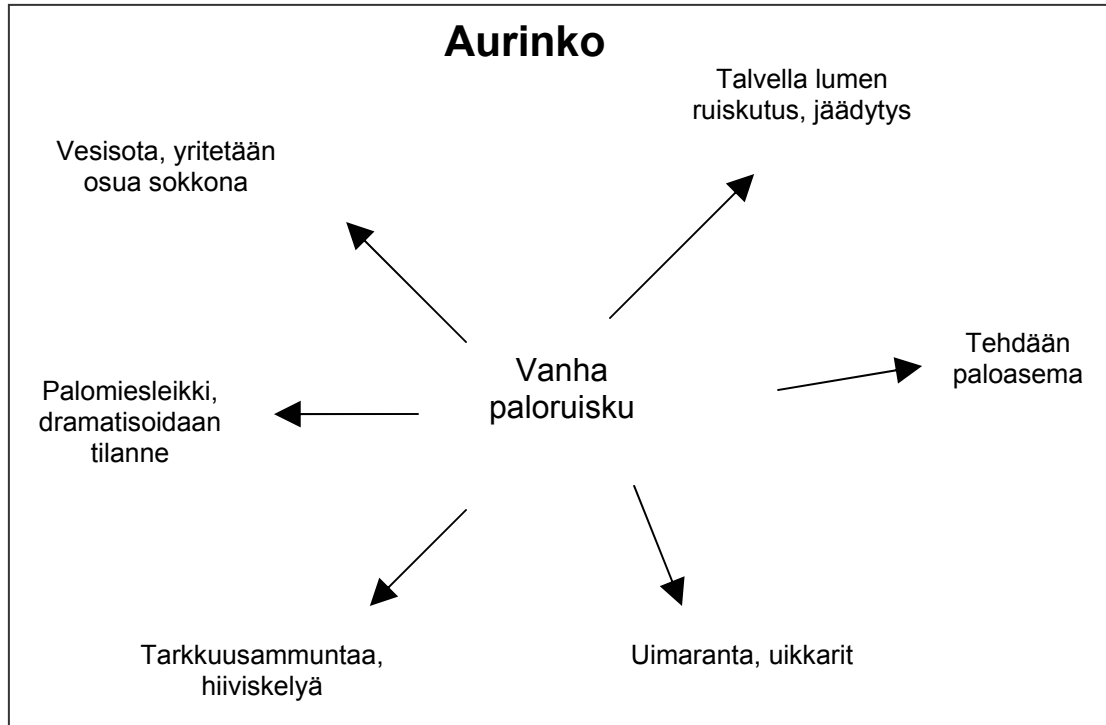 Aurinko
Talvella lumen
ruiskutus, jäädytys
Vesisota, yritetään
osua sokkona
Tehdään
paloasema
Vanha
paloruisku
Palomiesleikki,
dramatisoidaan
tilanne
Tarkkuusammuntaa,
hiiviskelyä
Uimaranta, uikkarit